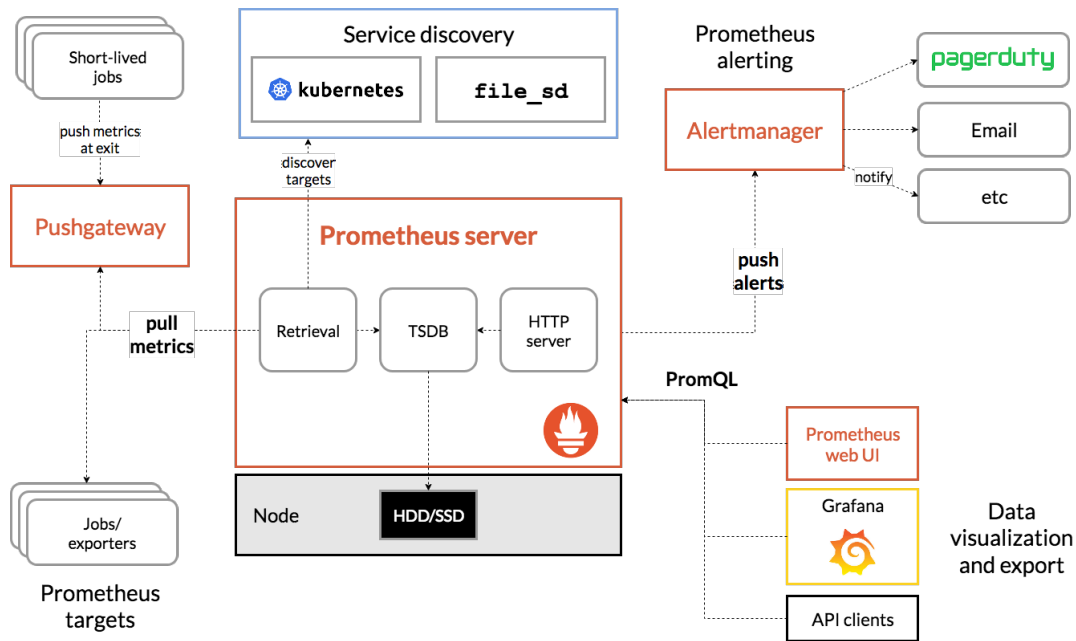 Short-lived
jobs
push metrics
at exit
Pushgateway
Service discovery
kubernetes
file_sd
discover
targets
Prometheus
alerting
Alertmanager
pagerduty
Email
notify
etc
Prometheus server
Retrieval
TSDB
HTTP
server
pull
metrics
push
alerts
PromQL
Node
HDD/SSD
Jobs/
exporters
Prometheus
targets
Prometheus
web UI
Grafana
API clients
Data
visualization
and export